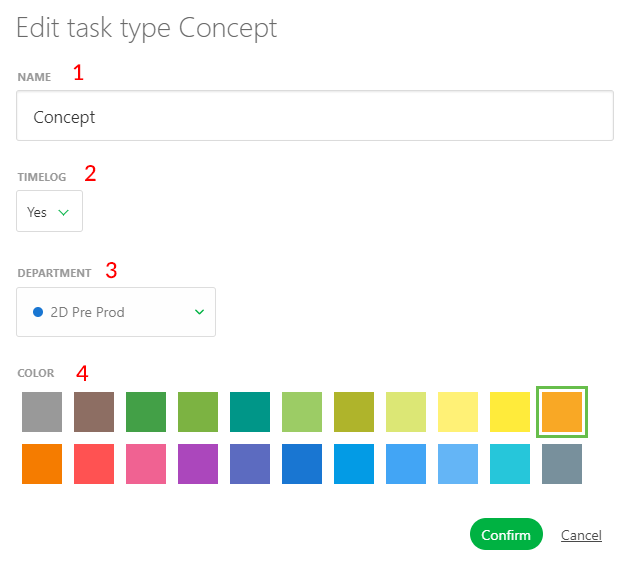 Edit task type Concept
NAME 1
Concept
TIMELOG 2
Yes
DEPARTMENT 3
2D Pre Prod
COLOR 4
Confirm Cancel